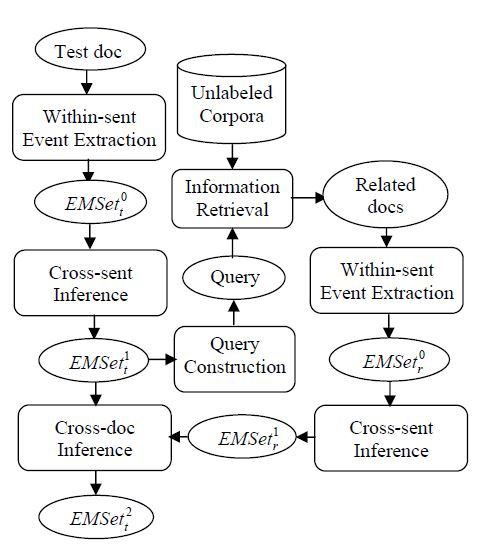 Test doc
Within-sent
Event Extraction
EMSet_t^0
Cross-sent
Inference
EMSet_t^1
Cross-doc
Inference
EMSet_t^2
Unlabeled
Corpora
Information
Retrieval
Query
Query
Construction
Related
docs
Within-sent
Event Extraction
EMSet_r^0
Cross-sent
Inference
EMSet_r^1